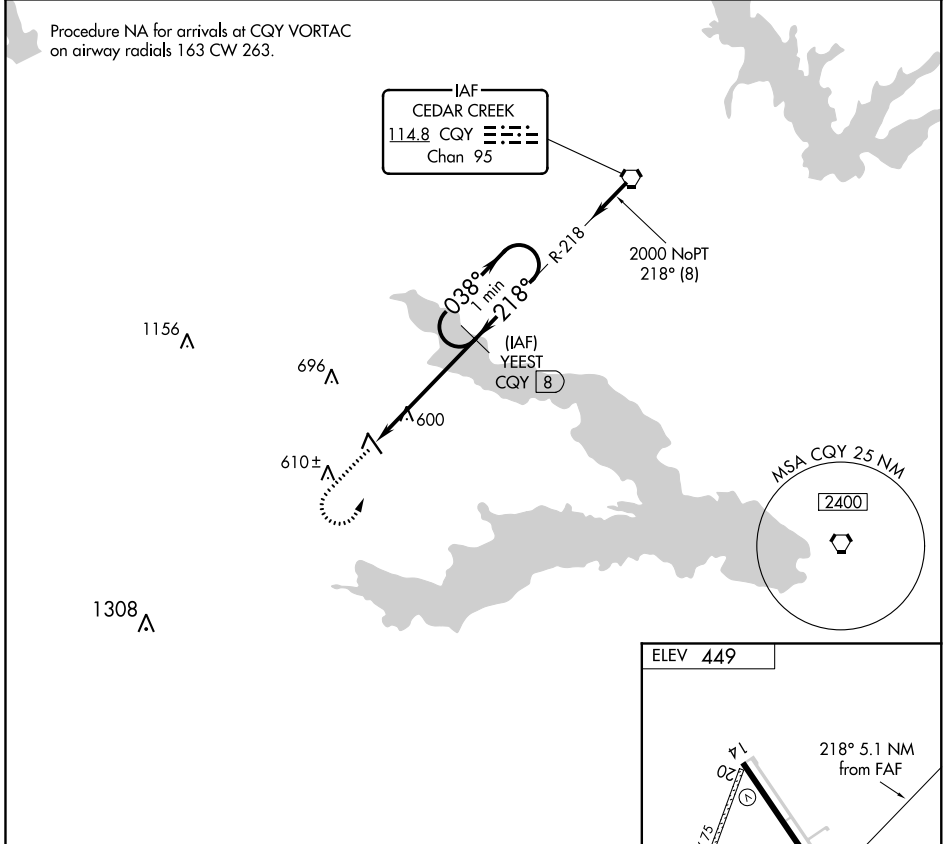 Procedure NA for arrivals at CQY VORTAC
on airway radials 163 CW 263.
IAF
CEDAR CREEK
114.8 CQY
Chan 95
R-218
2000 NoPT
218° (8)
038°
1 min
218°
(IAF)
YEEST
CQY 8
1156
696
600
610±
MSA CQY 25 NM
2400
1308
ELEV 449
14
20
218° 5.1 NM
from FAF
V